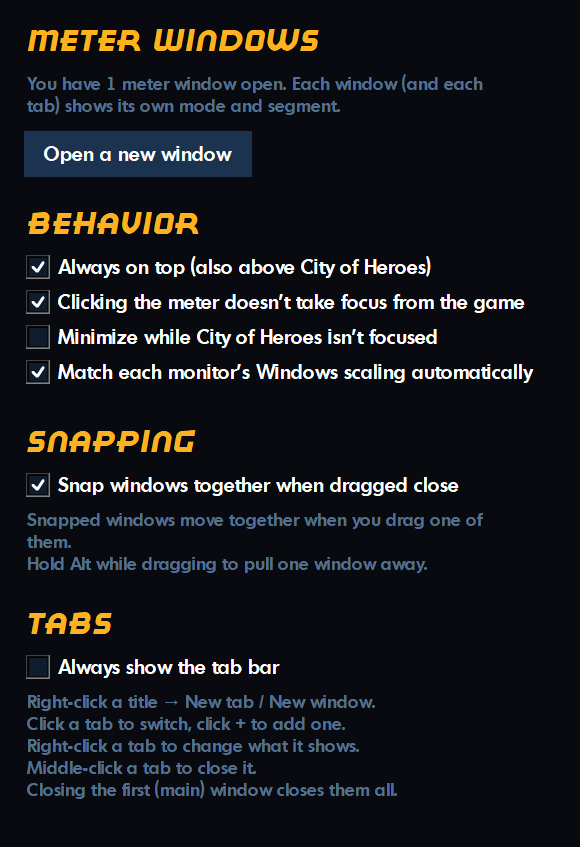 METER WINDOWS
You have 1 meter window open. Each window (and each
tab) shows its own mode and segment.
Open a new window
BEHAVIOR
Always on top (also above City of Heroes)
Clicking the meter doesn't take focus from the game
Minimize while City of Heroes isn't focused
Match each monitor's Windows scaling automatically
SNAPPING
Snap windows together when dragged close
Snapped windows move together when you drag one of
them.
Hold Alt while dragging to pull one window away.
TABS
Always show the tab bar
Right-click a title → New tab / New window.
Click a tab to switch, click + to add one.
Right-click a tab to change what it shows.
Middle-click a tab to close it.
Closing the first (main) window closes them all.